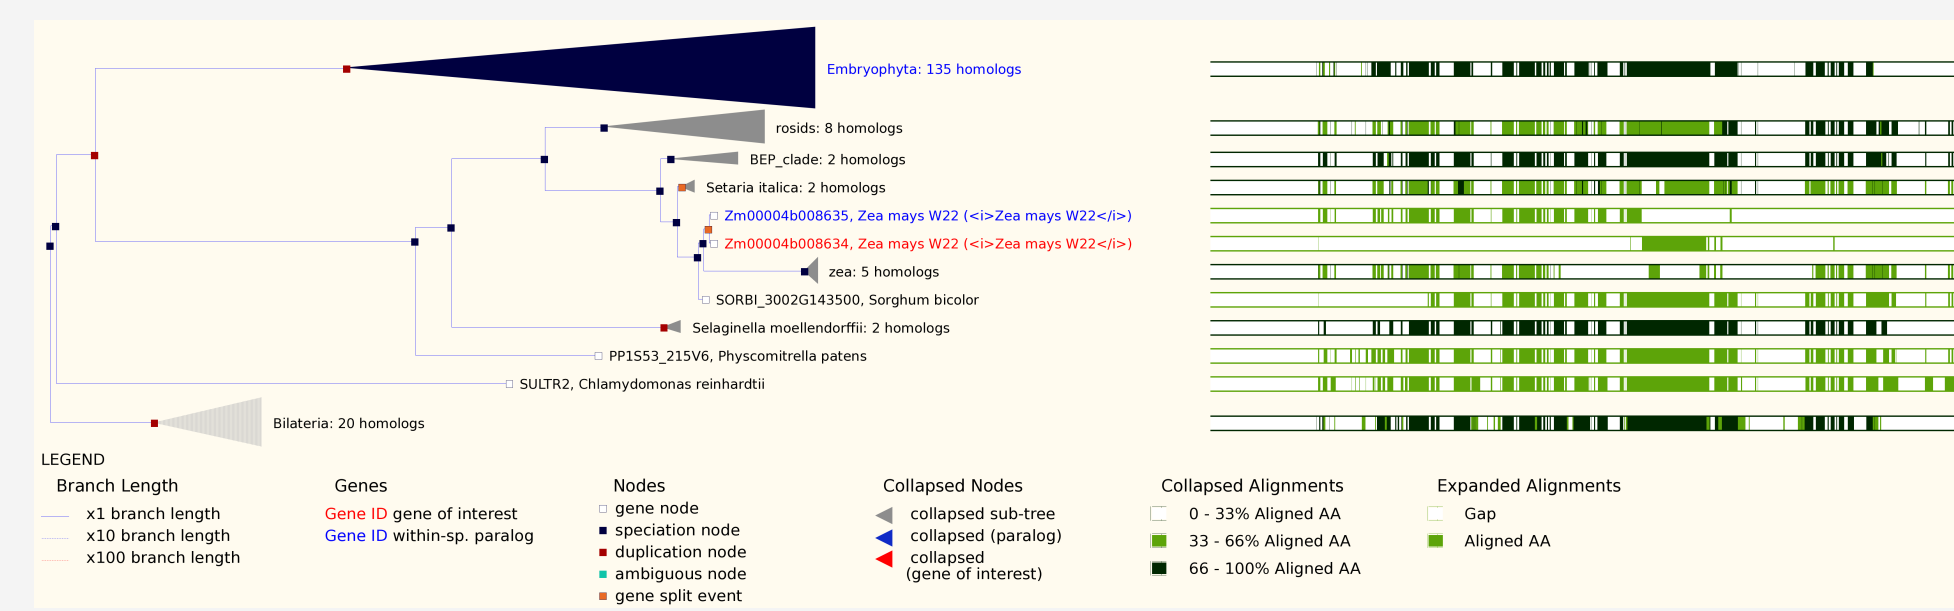 Embryophyta: 135 homologs
rosids: 8 homologs
BEP_clade: 2 homologs
Setaria italica: 2 homologs
Zm00004b008635, Zea mays W22 (<i>Zea mays W22</i>)
Zm00004b008634, Zea mays W22 (<i>Zea mays W22</i>)
zea: 5 homologs
SORBI_3002G143500, Sorghum bicolor
Selaginella moellendorffii: 2 homologs
PP1S53_215V6, Physcomitrella patens
SULTR2, Chlamydomonas reinhardtii
Bilateria: 20 homologs
LEGEND
Branch Length
x1 branch length
x10 branch length
x100 branch length
Genes
Gene ID gene of interest
Gene ID within-sp. paralog
Nodes
gene node
speciation node
duplication node
ambiguous node
gene split event
Collapsed Nodes
collapsed sub-tree
collapsed (paralog)
collapsed
(gene of interest)
Collapsed Alignments
0 - 33% Aligned AA
33 - 66% Aligned AA
66 - 100% Aligned AA
Expanded Alignments
Gap
Aligned AA